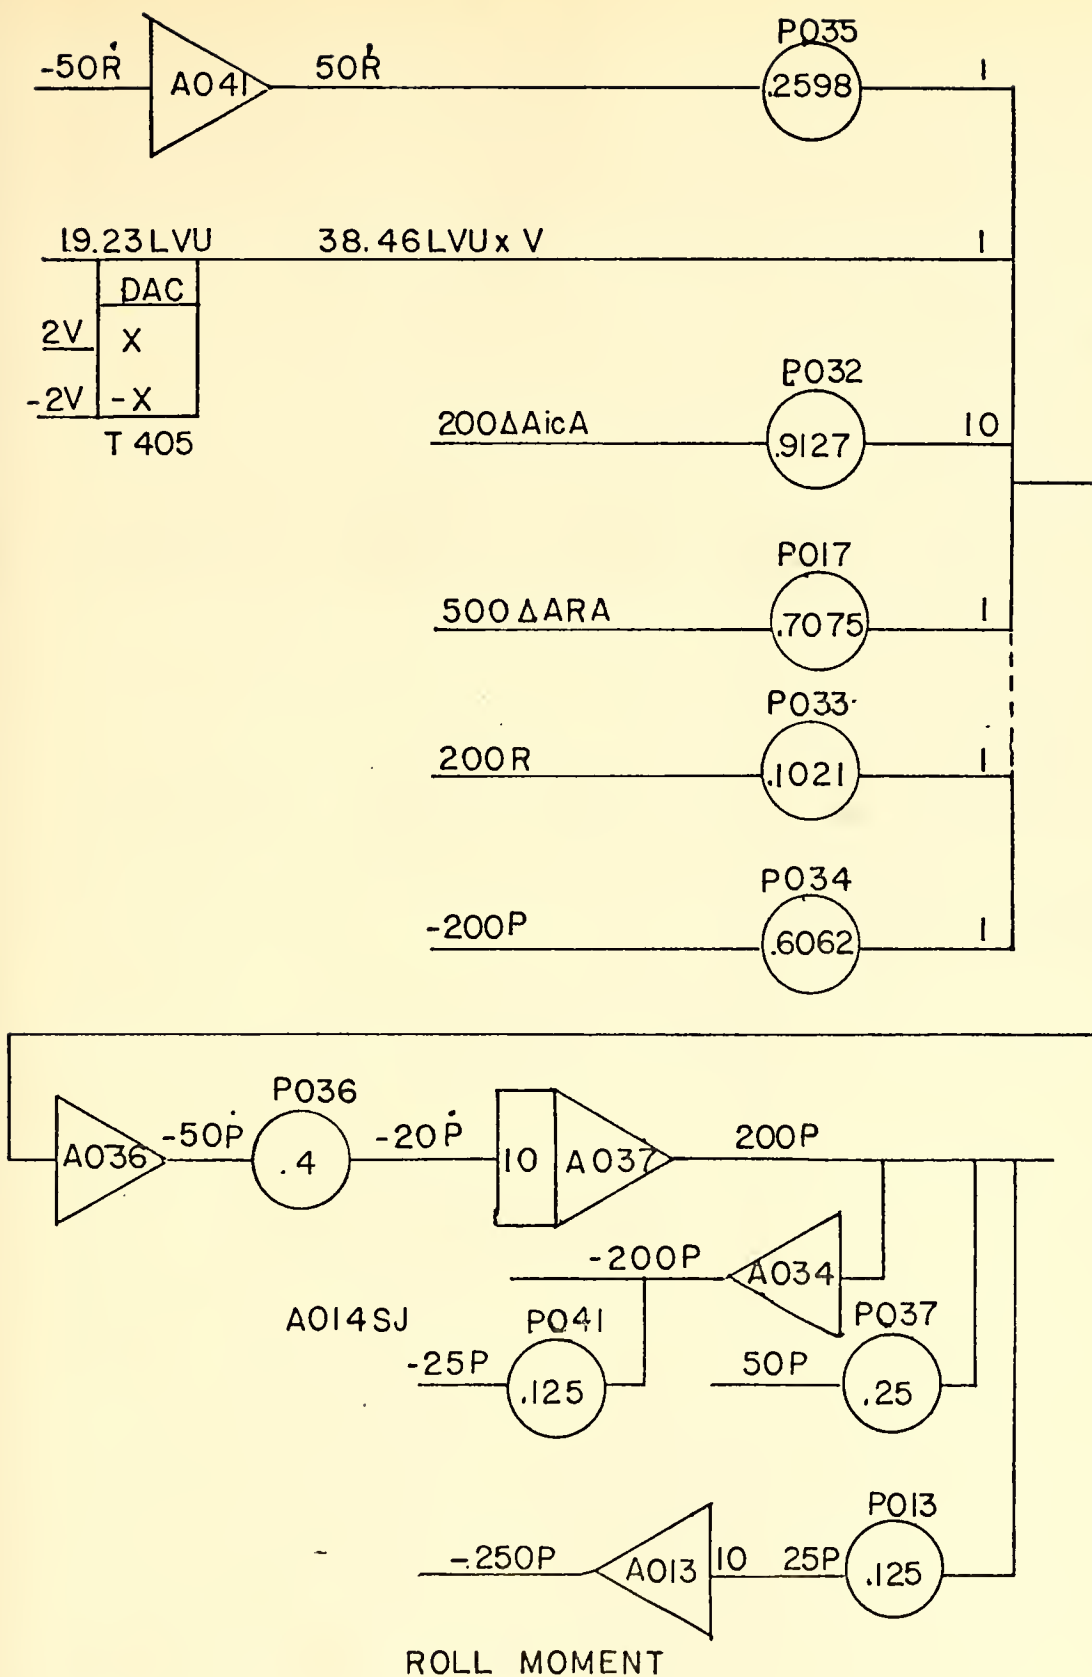 P035
-50Ṙ A041 50Ṙ .2598 1
19.23 LVU 38.46 LVU x V 1
DAC
2V X
-2V -X
T 405
P032
200ΔAicA .9127 10
P017
500ΔARA .7075 1
P033
200R .1021 1
P034
-200P .6062 1
P036
A036 -50Ṗ .4 -20Ṗ 10 A037 200P
-200P A034
A014SJ P041 P037
-25P .125 50P .25
P013
-.250P A013 10 25P .125
ROLL MOMENT